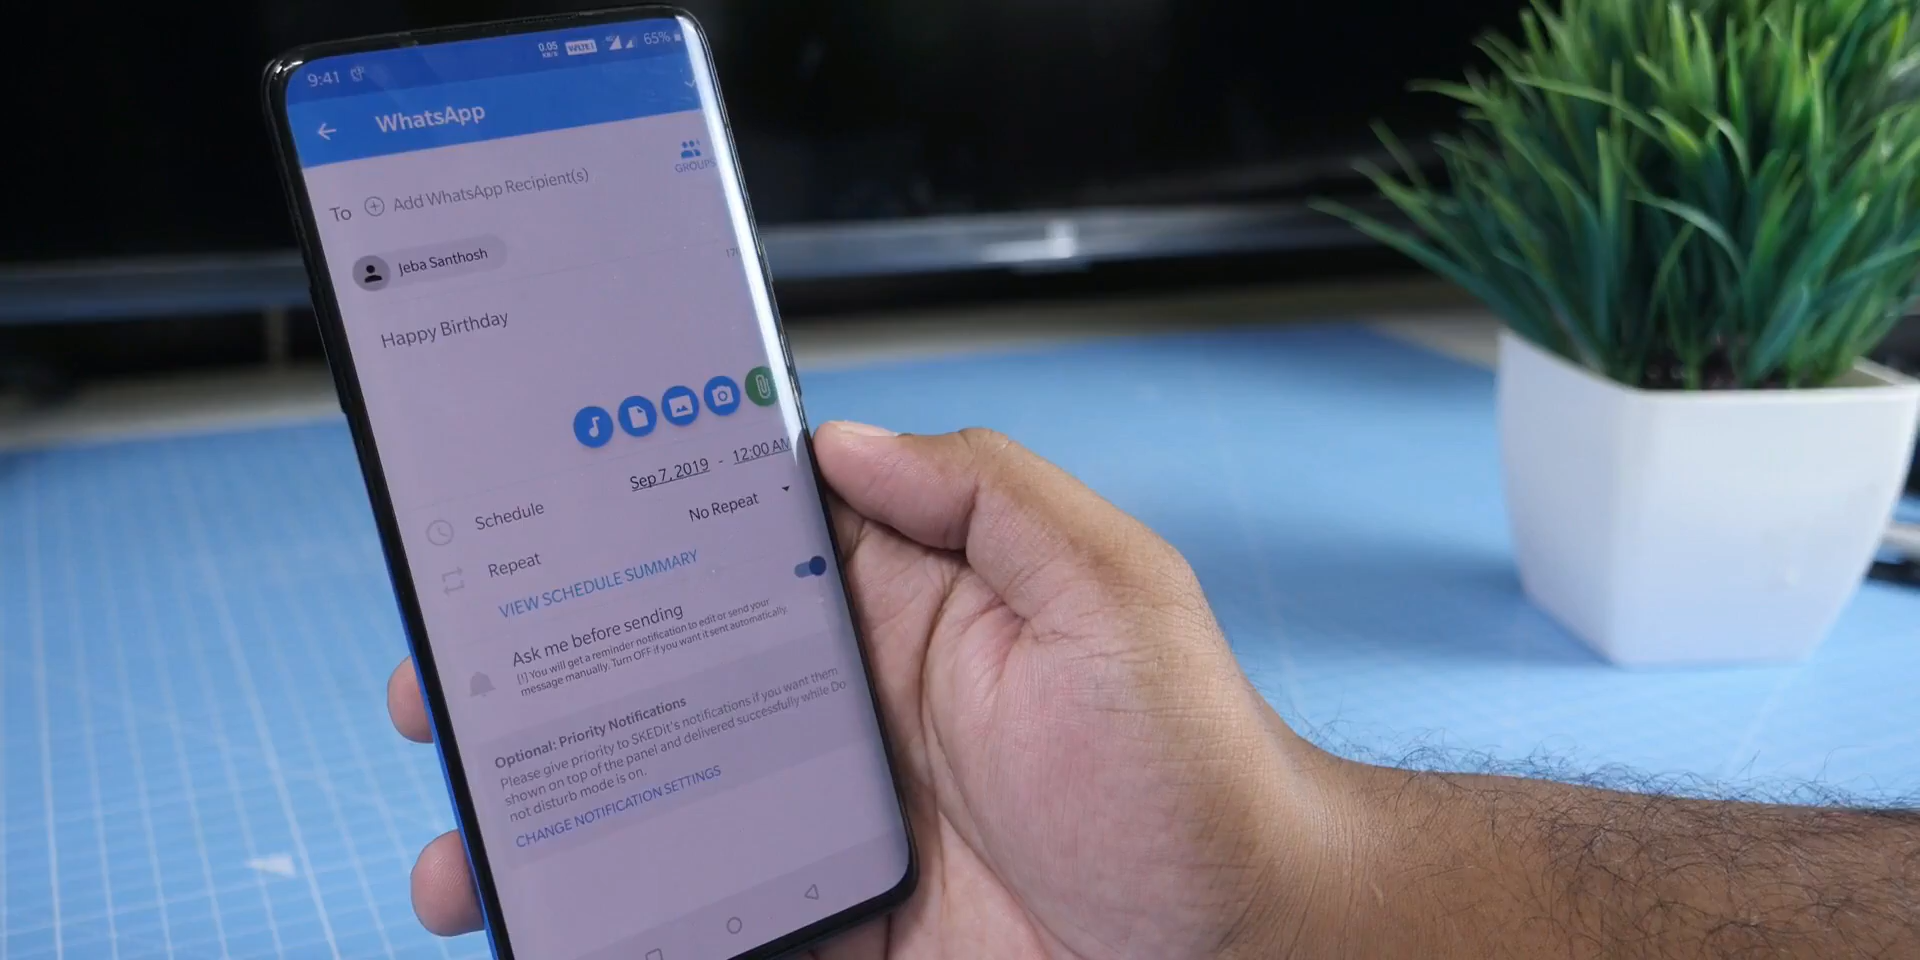 9:41
0.05
KB/S
65%
WhatsApp
GROUPS
To
Add WhatsApp Recipient(s)
Jeba Santhosh
Happy Birthday
Sep 7, 2019 - 12:00 AM
Schedule
No Repeat
Repeat
VIEW SCHEDULE SUMMARY
Ask me before sending
[!] You will get a reminder notification to edit or send your
message manually. Turn OFF if you want it sent automatically.
Optional: Priority Notifications
Please give priority to SKEDit's notifications if you want them
shown on top of the panel and delivered successfully while Do
not disturb mode is on.
CHANGE NOTIFICATION SETTINGS